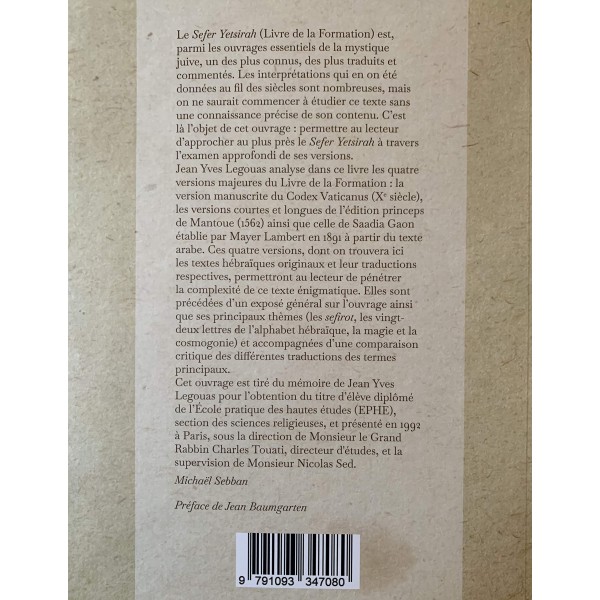 Le Sefer Yetsirah (Livre de la Formation) est,
parmi les ouvrages essentiels de la mystique
juive, un des plus connus, des plus traduits et
commentés. Les interprétations qui en on été
données au fil des siècles sont nombreuses, mais
on ne saurait commencer à étudier ce texte sans
une connaissance précise de son contenu. C'est
là l'objet de cet ouvrage : permettre au lecteur
d'approcher au plus près le Sefer Yetsirah à travers
l'examen approfondi de ses versions.
Jean Yves Legouas analyse dans ce livre les quatre
versions majeures du Livre de la Formation : la
version manuscrite du Codex Vaticanus (Xe siècle),
les versions courtes et longues de l'édition princeps
de Mantoue (1562) ainsi que celle de Saadia Gaon
établie par Mayer Lambert en 1891 à partir du texte
arabe. Ces quatre versions, dont on trouvera ici
les textes hébraïques originaux et leur traductions
respectives, permettront au lecteur de pénétrer
la complexité de ce texte énigmatique. Elles sont
précédées d'un exposé général sur l'ouvrage ainsi
que ses principaux thèmes (les sefirot, les vingt-
deux lettres de l'alphabet hébraïque, la magie et la
cosmogonie) et accompagnées d'une comparaison
critique des différentes traductions des termes
principaux.
Cet ouvrage est tiré du mémoire de Jean Yves
Legouas pour l'obtention du titre d'élève diplômé
de l'École pratique des hautes études (EPHE),
section des sciences religieuses, et présenté en 1992
à Paris, sous la direction de Monsieur le Grand
Rabbin Charles Touati, directeur d'études, et la
supervision de Monsieur Nicolas Sed.
Michaël Sebban
Préface de Jean Baumgarten
9 791093 347080